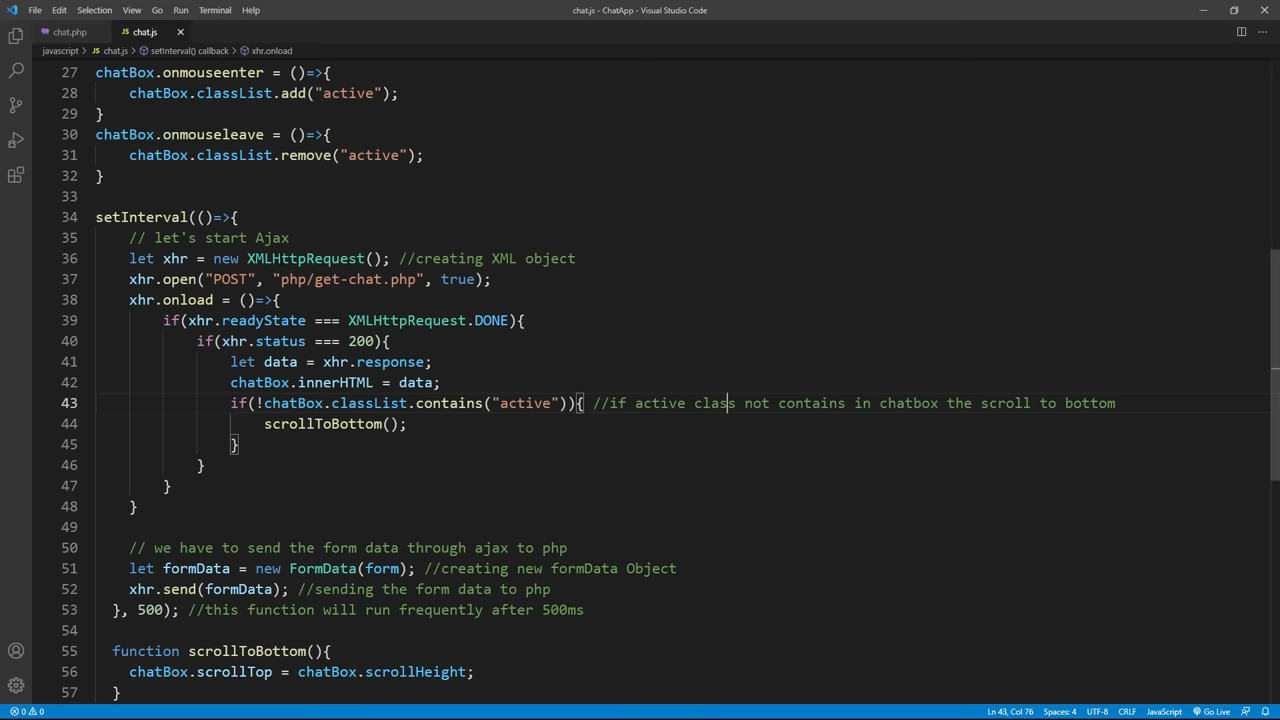 File Edit Selection View Go Run Terminal Help chat.js - ChatApp - Visual Studio Code
chat.php JS chat.js
javascript > JS chat.js > setInterval() callback > xhr.onload
27 chatBox.onmouseenter = ()=>{
28 chatBox.classList.add("active");
29 }
30 chatBox.onmouseleave = ()=>{
31 chatBox.classList.remove("active");
32 }
33
34 setInterval(()=>{
35 // let's start Ajax
36 let xhr = new XMLHttpRequest(); //creating XML object
37 xhr.open("POST", "php/get-chat.php", true);
38 xhr.onload = ()=>{
39 if(xhr.readyState === XMLHttpRequest.DONE){
40 if(xhr.status === 200){
41 let data = xhr.response;
42 chatBox.innerHTML = data;
43 if(!chatBox.classList.contains("active")){ //if active class not contains in chatbox the scroll to bottom
44 scrollToBottom();
45 }
46 }
47 }
48 }
49
50 // we have to send the form data through ajax to php
51 let formData = new FormData(form); //creating new formData Object
52 xhr.send(formData); //sending the form data to php
53 }, 500); //this function will run frequently after 500ms
54
55 function scrollToBottom(){
56 chatBox.scrollTop = chatBox.scrollHeight;
57 }
0 0 Ln 43, Col 76 Spaces: 4 UTF-8 CRLF JavaScript Go Live